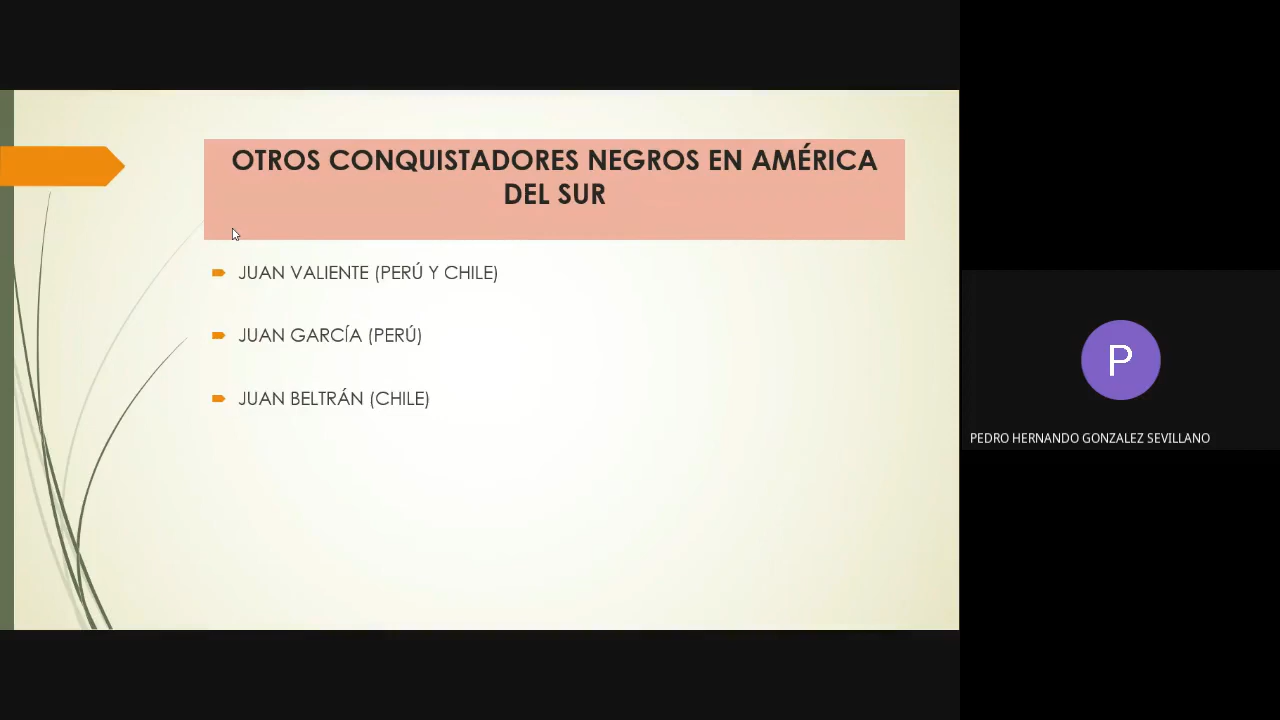 OTROS CONQUISTADORES NEGROS EN AMÉRICA
DEL SUR
JUAN VALIENTE (PERÚ Y CHILE)
JUAN GARCÍA (PERÚ)
JUAN BELTRÁN (CHILE)
P
PEDRO HERNANDO GONZALEZ SEVILLANO